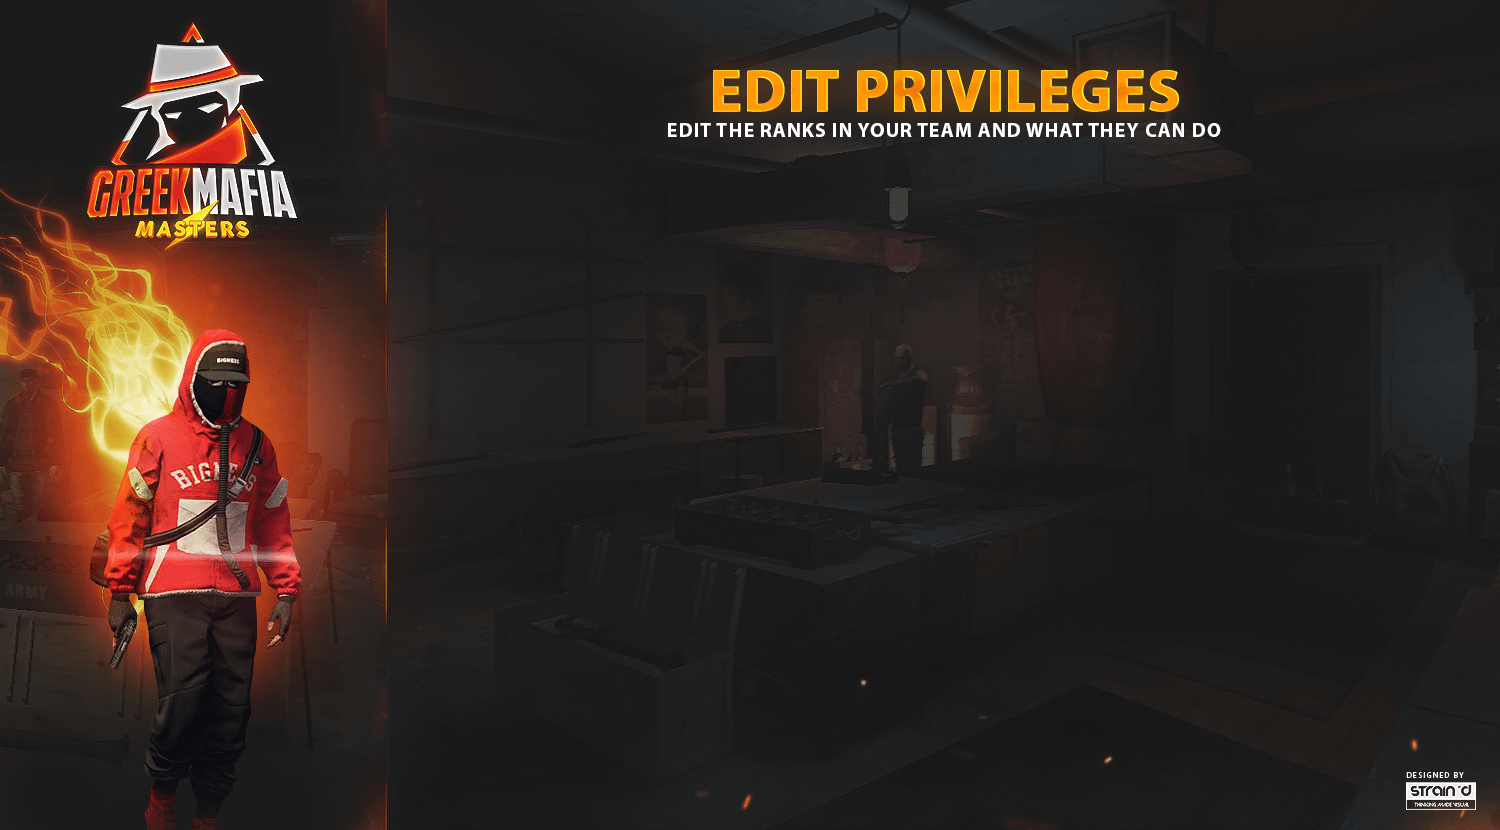 GREEKMAFIA
MASTERS
EDIT PRIVILEGES
EDIT THE RANKS IN YOUR TEAM AND WHAT THEY CAN DO
BIGNESS
BIGNESS
ARMY
DESIGNED BY
strain'd
THINKING MADE VISUAL